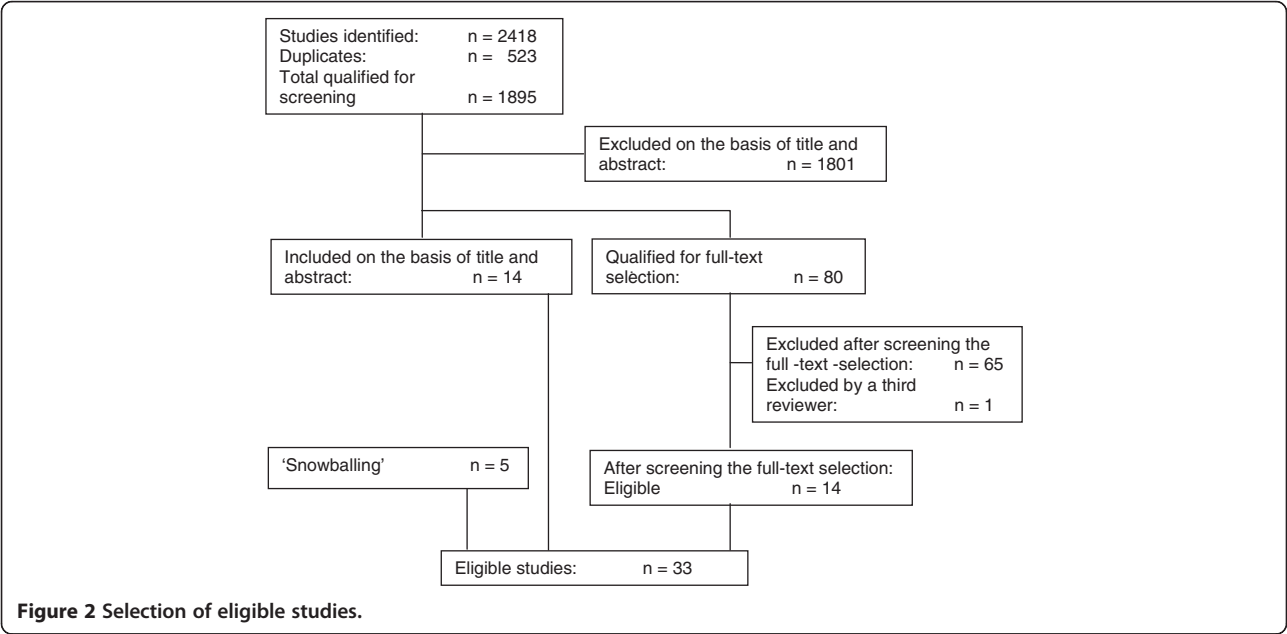 Studies identified: n = 2418
Duplicates: n = 523
Total qualified for
screening n = 1895
Excluded on the basis of title and
abstract: n = 1801
Included on the basis of title and
abstract: n = 14
Qualified for full-text
selection: n = 80
Excluded after screening the
full -text -selection: n = 65
Excluded by a third
reviewer: n = 1
‘Snowballing’ n = 5
After screening the full-text selection:
Eligible n = 14
Eligible studies: n = 33
Figure 2 Selection of eligible studies.